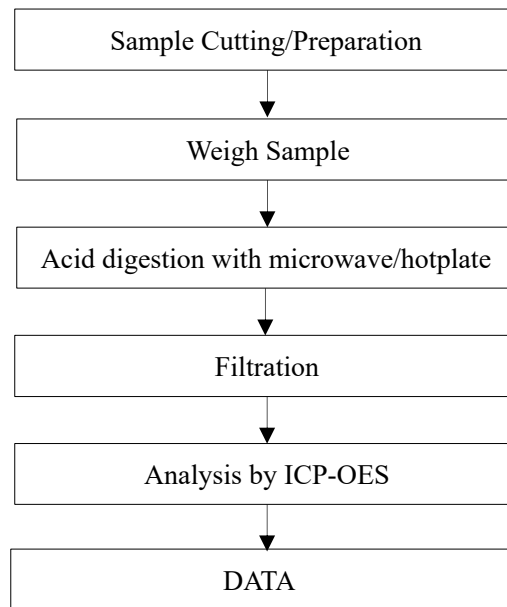 Sample Cutting/Preparation
Weigh Sample
Acid digestion with microwave/hotplate
Filtration
Analysis by ICP-OES
DATA